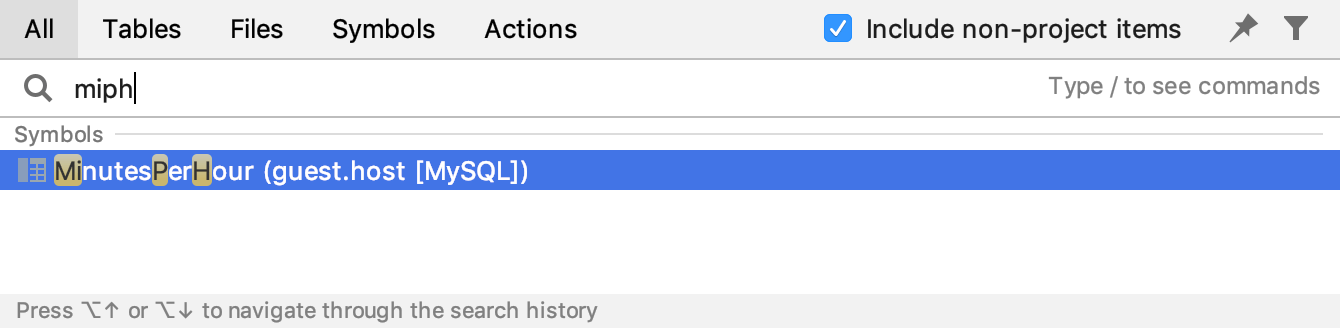 All Tables Files Symbols Actions Include non-project items
miph Type / to see commands
Symbols
MinutesPerHour (guest.host [MySQL])
Press ⌥↑ or ⌥↓ to navigate through the search history